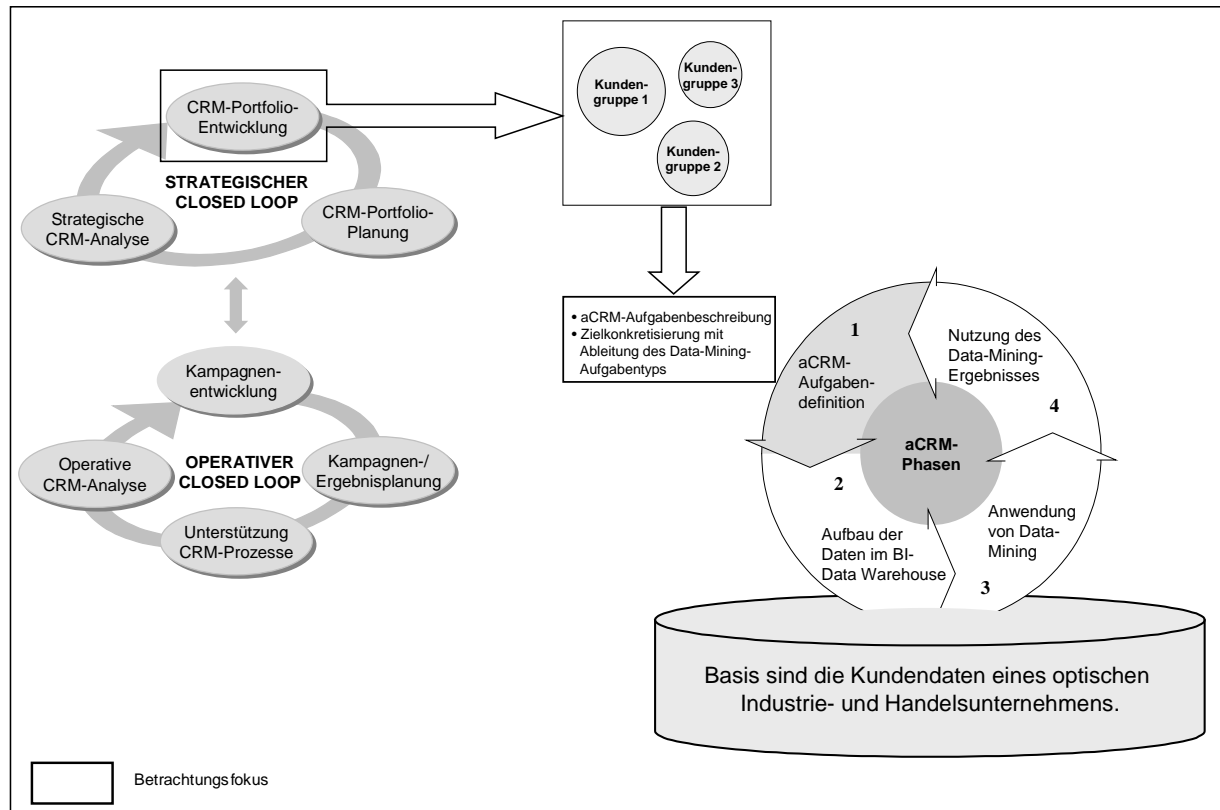 CRM-Portfolio-
Entwicklung
STRATEGISCHER
CLOSED LOOP
Strategische
CRM-Analyse
CRM-Portfolio-
Planung
Kunden-
gruppe 1
Kunden-
gruppe 3
Kunden-
gruppe 2
• aCRM-Aufgabenbeschreibung
• Zielkonkretisierung mit
Ableitung des Data-Mining-
Aufgabentyps
Kampagnen-
entwicklung
Operative
CRM-Analyse
OPERATIVER
CLOSED LOOP
Kampagnen-/
Ergebnisplanung
Unterstützung
CRM-Prozesse
1
aCRM-
Aufgaben-
definition
Nutzung des
Data-Mining-
Ergebnisses
4
aCRM-
Phasen
2
Aufbau der
Daten im BI-
Data Warehouse
Anwendung
von Data-
Mining
3
Basis sind die Kundendaten eines optischen
Industrie- und Handelsunternehmens.
Betrachtungsfokus